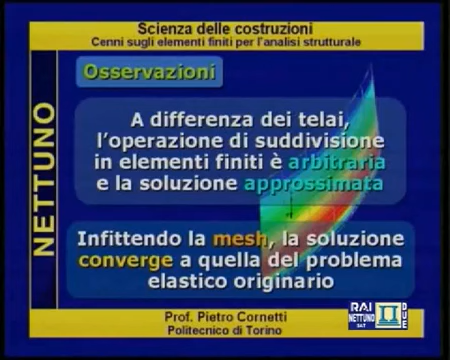 Scienza delle costruzioni
Cenni sugli elementi finiti per l'analisi strutturale
Osservazioni
NETTUNO
A differenza dei telai,
l'operazione di suddivisione
in elementi finiti è arbitraria
e la soluzione approssimata
Infittendo la mesh, la soluzione
converge a quella del problema
elastico originario
Prof. Pietro Cornetti
Politecnico di Torino
RAI
NETTUNO
SAT
DUE